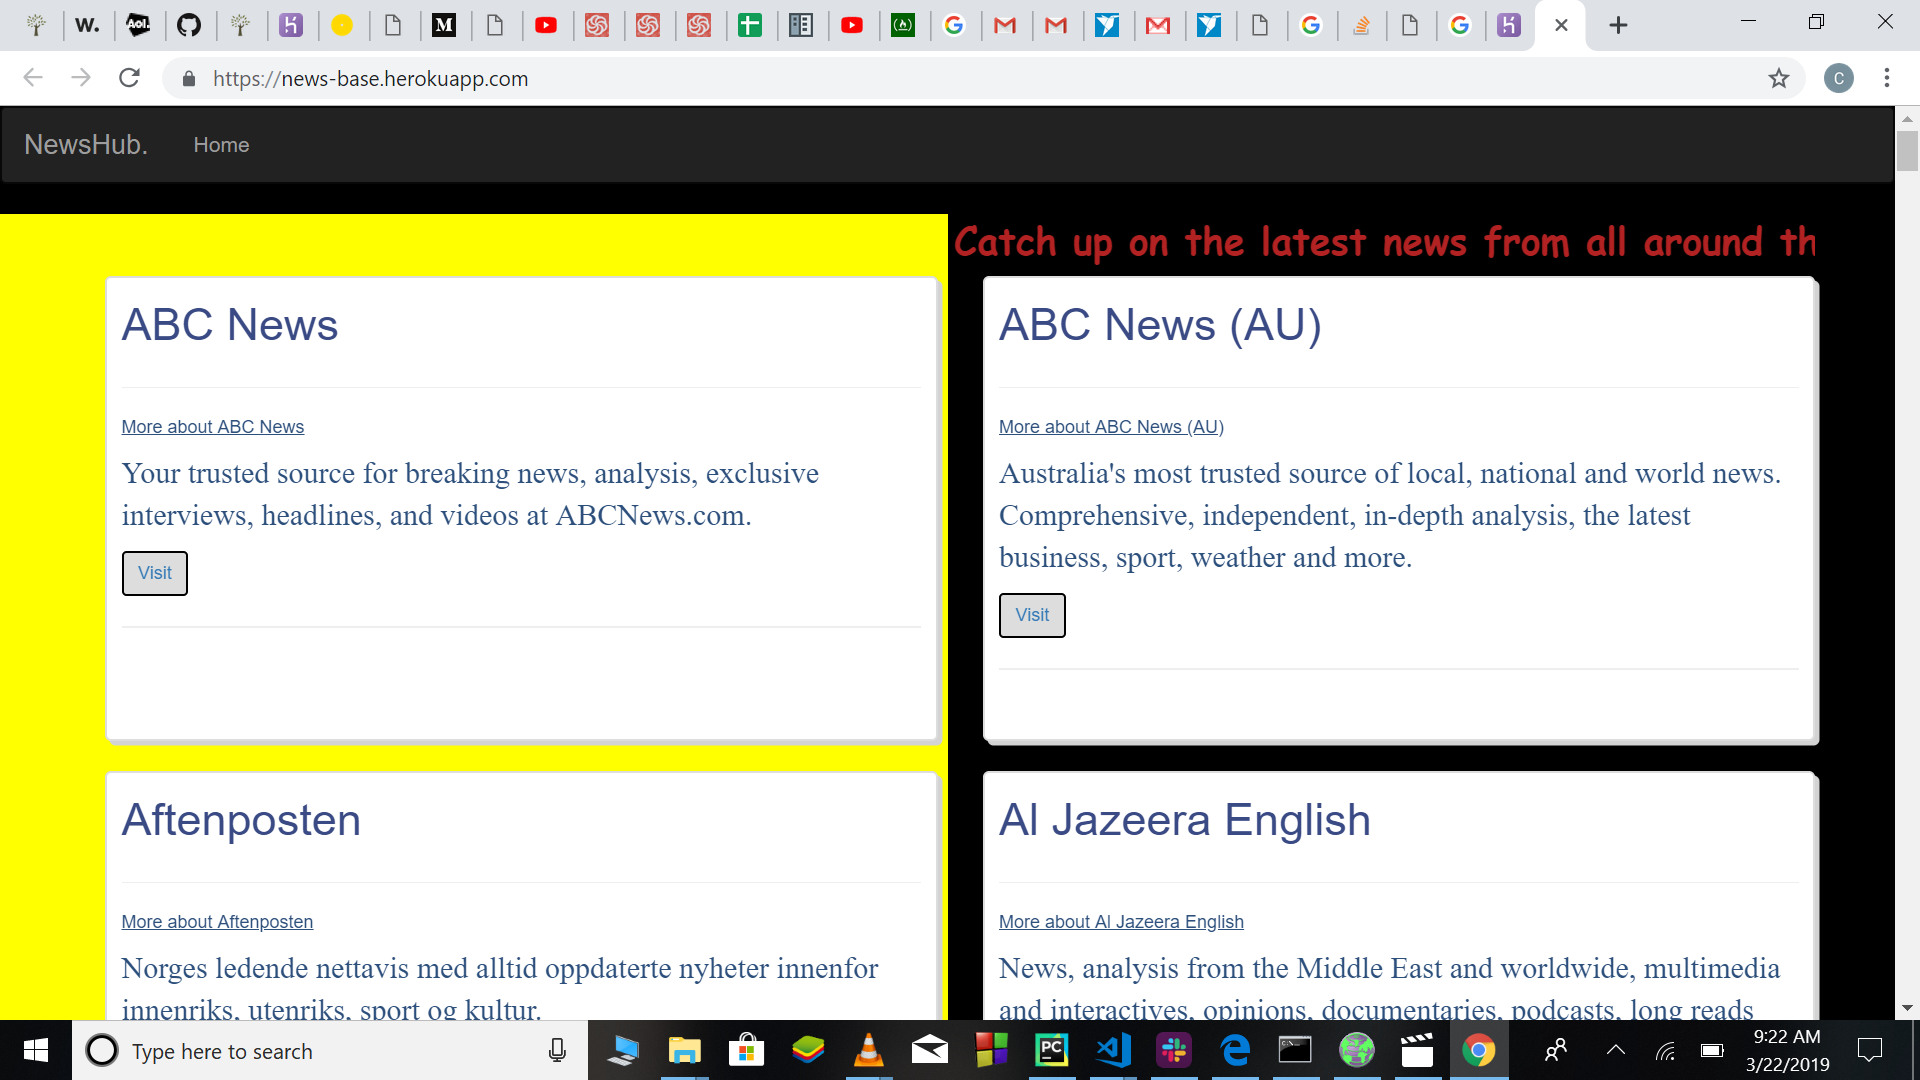 w.
Aol.
M
https://news-base.herokuapp.com
C
NewsHub.
Home
Catch up on the latest news from all around th
ABC News
More about ABC News
Your trusted source for breaking news, analysis, exclusive
interviews, headlines, and videos at ABCNews.com.
Visit
ABC News (AU)
More about ABC News (AU)
Australia's most trusted source of local, national and world news.
Comprehensive, independent, in-depth analysis, the latest
business, sport, weather and more.
Visit
Aftenposten
More about Aftenposten
Norges ledende nettavis med alltid oppdaterte nyheter innenfor
innenriks, utenriks, sport og kultur.
Al Jazeera English
More about Al Jazeera English
News, analysis from the Middle East and worldwide, multimedia
and interactives, opinions, documentaries, podcasts, long reads
Type here to search
PC
9:22 AM
3/22/2019